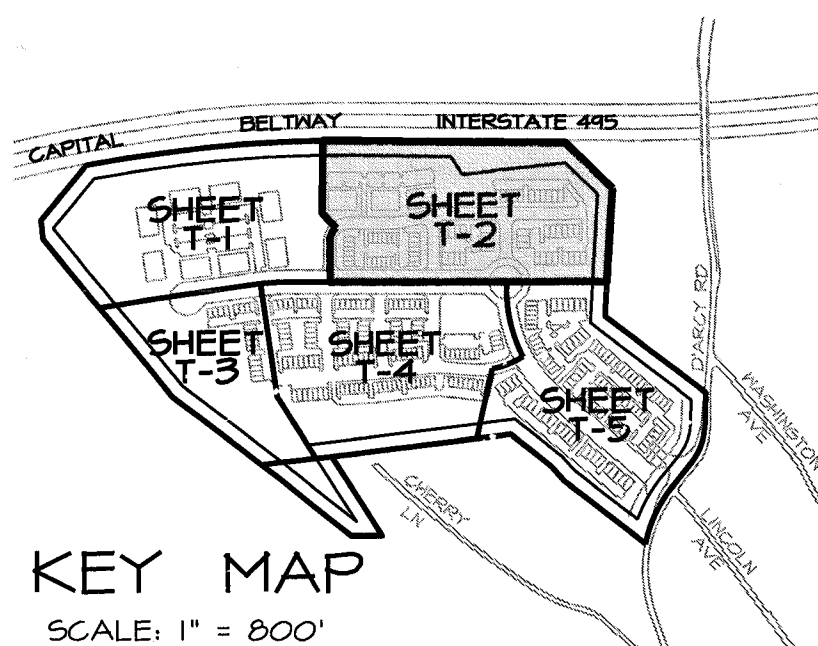 CAPITAL BELTWAY INTERSTATE 495
SHEET
T-1
SHEET
T-2
SHEET
T-3
SHEET
T-4
SHEET
T-5
D'ARCY RD
WASHINGTON
AVE
LINCOLN
AVE
CHERRY
LN
KEY MAP
SCALE: 1" = 800'